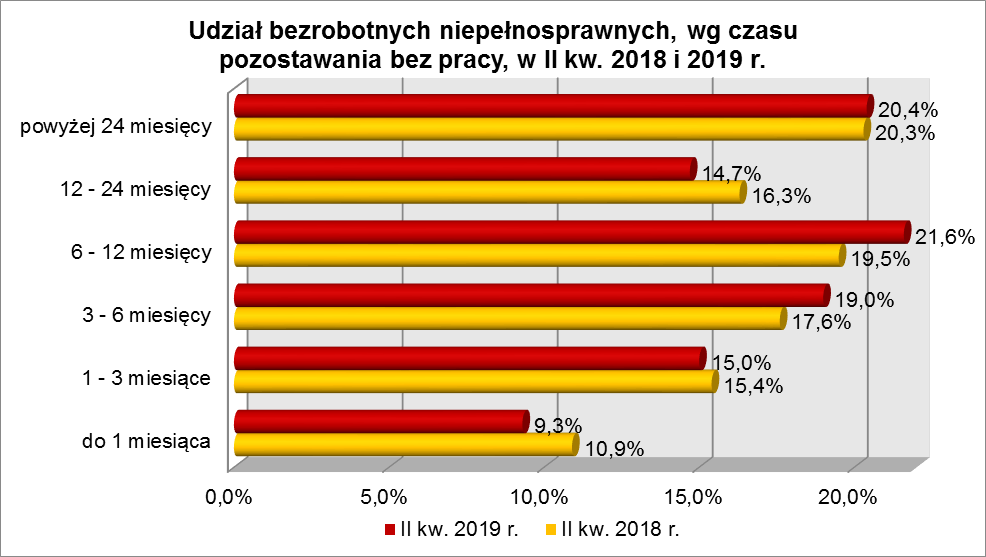 Udział bezrobotnych niepełnosprawnych, wg czasu
pozostawania bez pracy, w II kw. 2018 i 2019 r.
powyżej 24 miesięcy
20,4%
20,3%
12 - 24 miesięcy
14,7%
16,3%
6 - 12 miesięcy
21,6%
19,5%
3 - 6 miesięcy
19,0%
17,6%
1 - 3 miesiące
15,0%
15,4%
do 1 miesiąca
9,3%
10,9%
0,0% 5,0% 10,0% 15,0% 20,0%
II kw. 2019 r. II kw. 2018 r.